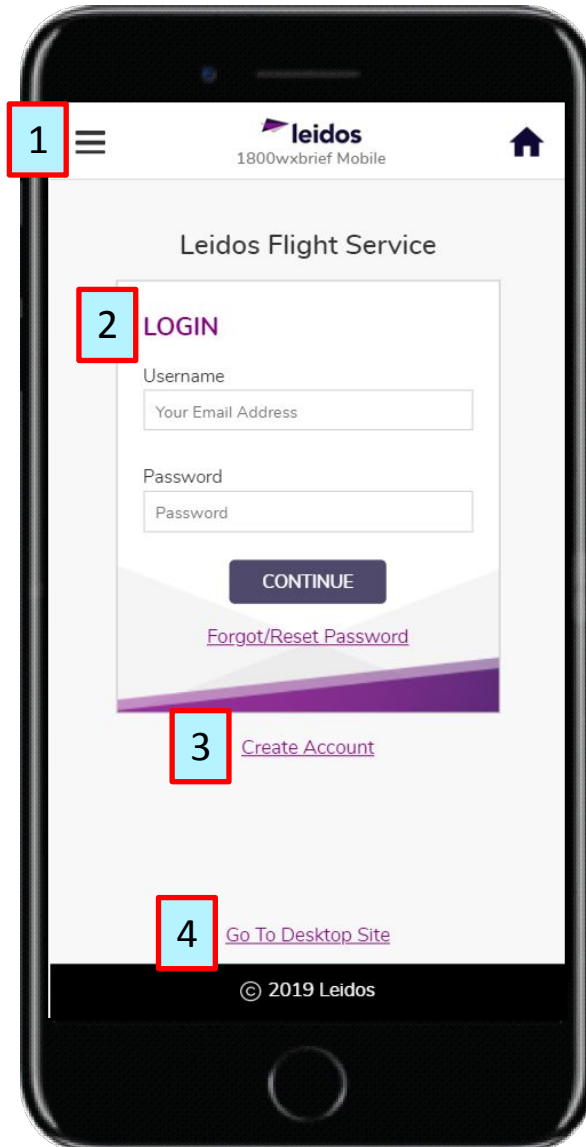 1
leidos
1800wxbrief Mobile
Leidos Flight Service
2
LOGIN
Username
Your Email Address
Password
Password
CONTINUE
Forgot/Reset Password
3
Create Account
4
Go To Desktop Site
© 2019 Leidos